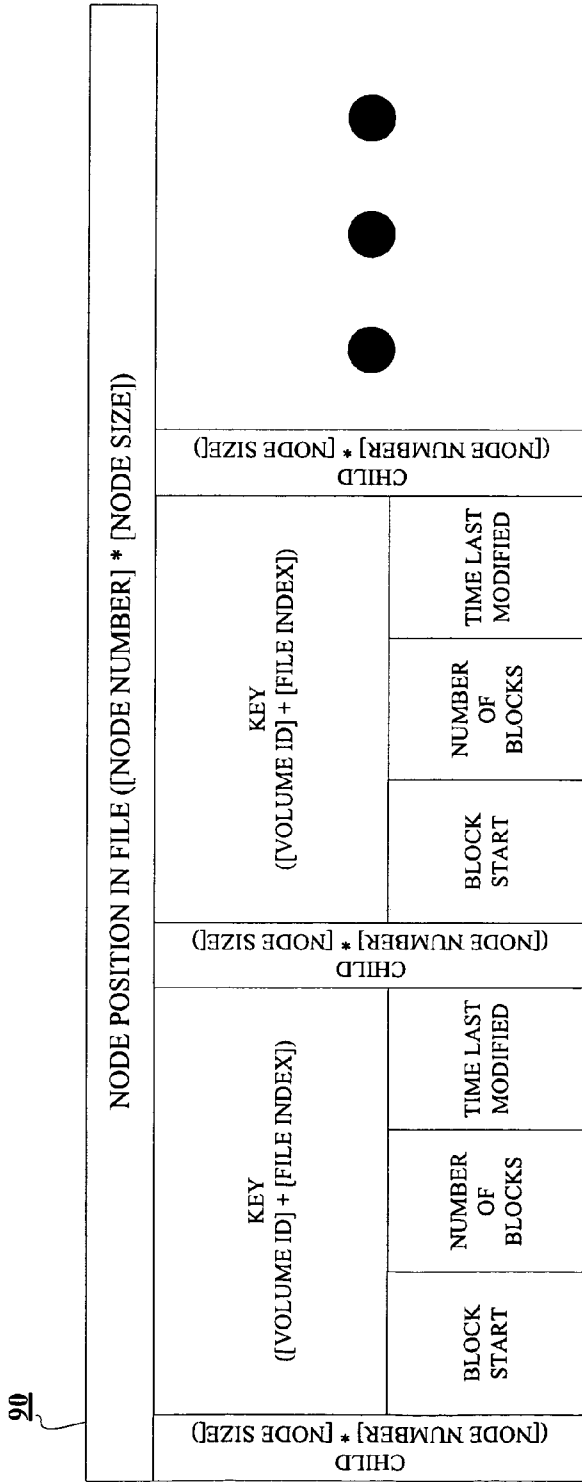 90
NODE POSITION IN FILE ([NODE NUMBER] * [NODE SIZE])
CHILD
([NODE NUMBER] * [NODE SIZE[)
KEY
([VOLUME ID] + [FILE INDEX])
BLOCK
START
NUMBER
OF
BLOCKS
TIME LAST
MODIFIED
CHILD
([NODE NUMBER] * [NODE SIZE[)
KEY
([VOLUME ID] + [FILE INDEX])
BLOCK
START
NUMBER
OF
BLOCKS
TIME LAST
MODIFIED
CHILD
([NODE NUMBER] * [NODE SIZE[)